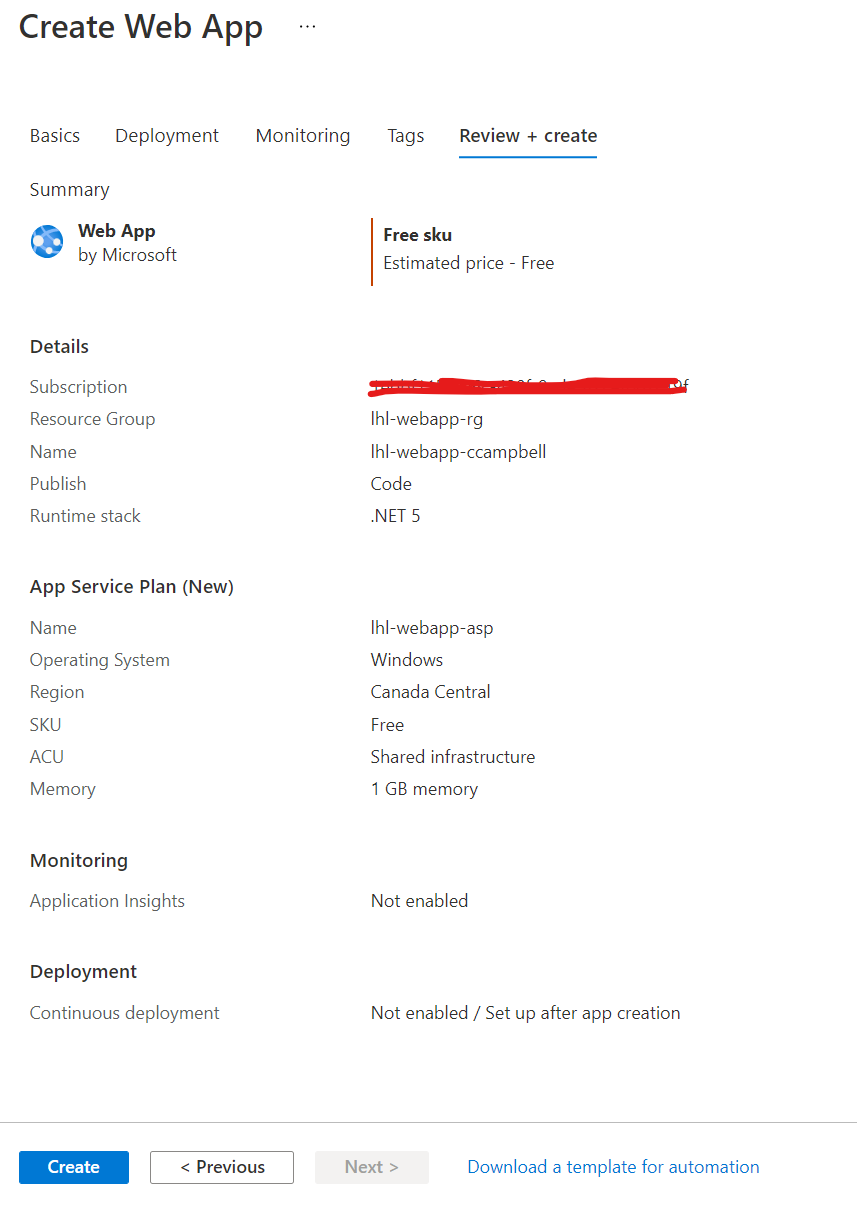 Create Web App ...
Basics Deployment Monitoring Tags Review + create
Summary
Web App
by Microsoft
Free sku
Estimated price - Free
Details
Subscription 9f
Resource Group lhl-webapp-rg
Name lhl-webapp-ccampbell
Publish Code
Runtime stack .NET 5
App Service Plan (New)
Name lhl-webapp-asp
Operating System Windows
Region Canada Central
SKU Free
ACU Shared infrastructure
Memory 1 GB memory
Monitoring
Application Insights Not enabled
Deployment
Continuous deployment Not enabled / Set up after app creation
Create < Previous Next > Download a template for automation